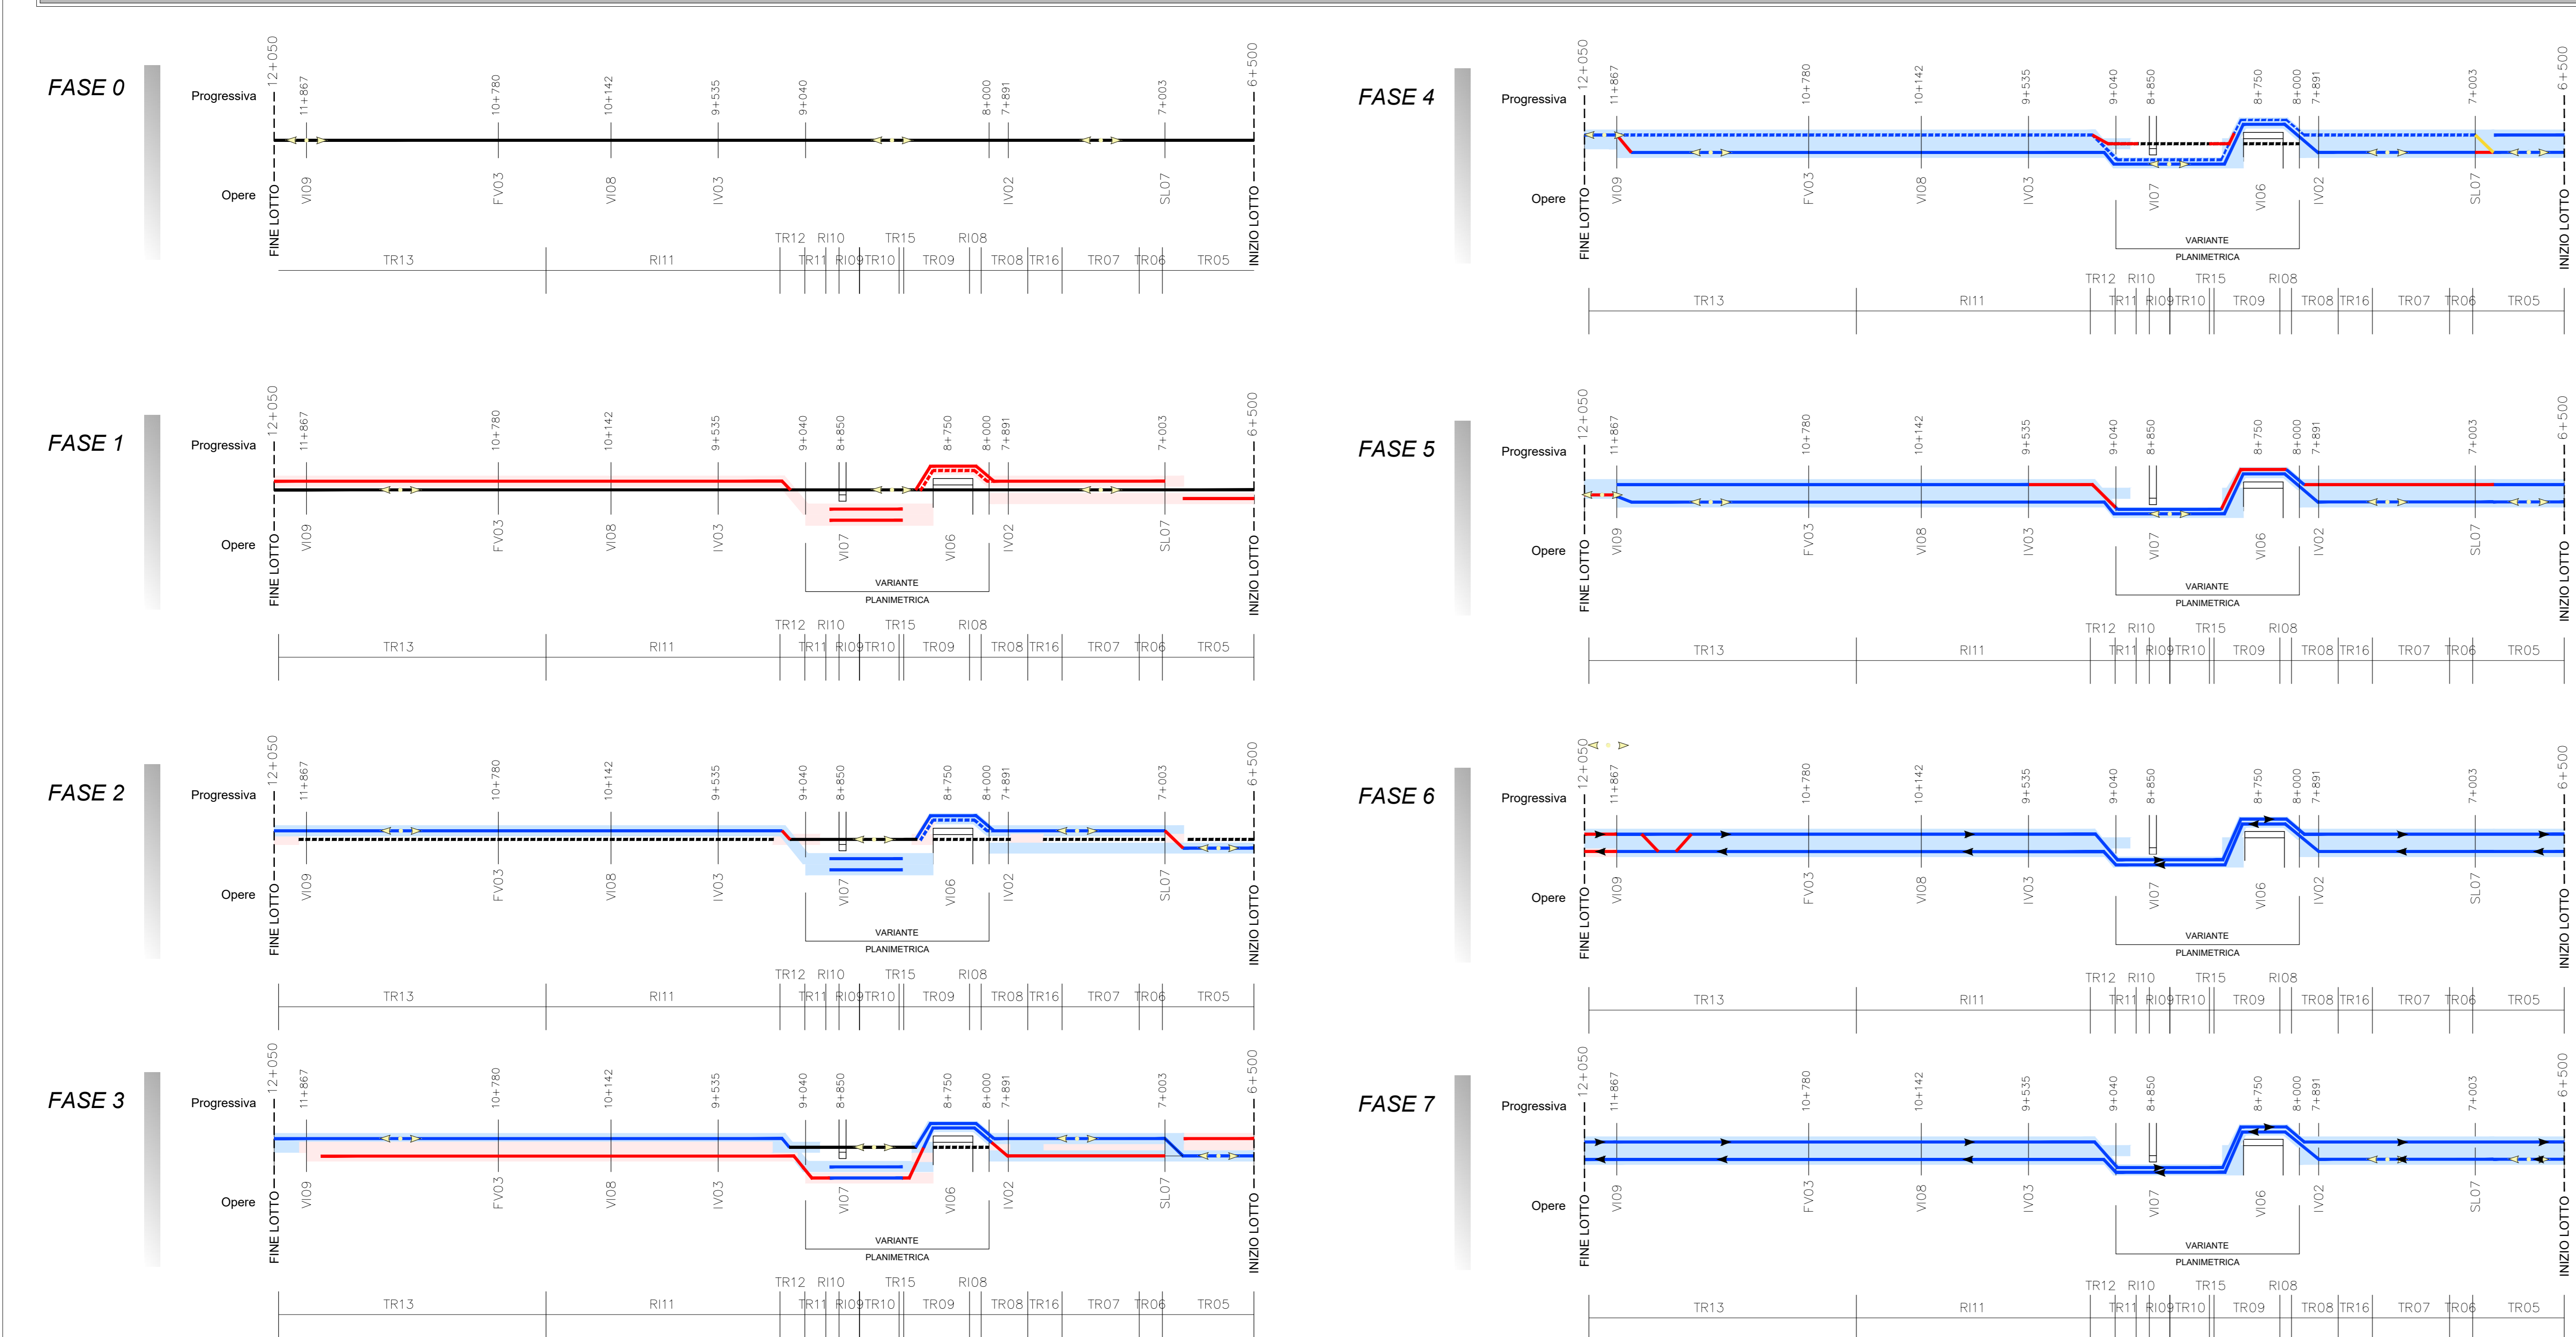 FASE 0
Progressiva
Opere
12+050
11+867
10+780
10+142
9+535
9+040
8+000
7+891
7+003
6+500
FINE LOTTO
VI09
FV03
VI08
IV03
IV02
SL07
INIZIO LOTTO
TR12 RI10 TR15 RI08
TR13 RI11 TR11 RI09 TR10 TR09 TR08 TR16 TR07 TR06 TR05
FASE 1
Progressiva
Opere
12+050
11+867
10+780
10+142
9+535
9+040
8+850
8+750
8+000
7+891
7+003
6+500
FINE LOTTO
VI09
FV03
VI08
IV03
VI07
VI06
IV02
SL07
INIZIO LOTTO
VARIANTE
PLANIMETRICA
TR12 RI10 TR15 RI08
TR13 RI11 TR11 RI09 TR10 TR09 TR08 TR16 TR07 TR06 TR05
FASE 2
Progressiva
Opere
12+050
11+867
10+780
10+142
9+535
9+040
8+850
8+750
8+000
7+891
7+003
6+500
FINE LOTTO
VI09
FV03
VI08
IV03
VI07
VI06
IV02
SL07
INIZIO LOTTO
VARIANTE
PLANIMETRICA
TR12 RI10 TR15 RI08
TR13 RI11 TR11 RI09 TR10 TR09 TR08 TR16 TR07 TR06 TR05
FASE 3
Progressiva
Opere
12+050
11+867
10+780
10+142
9+535
9+040
8+850
8+750
8+000
7+891
7+003
6+500
FINE LOTTO
VI09
FV03
VI08
IV03
VI07
VI06
IV02
SL07
INIZIO LOTTO
VARIANTE
PLANIMETRICA
TR12 RI10 TR15 RI08
TR13 RI11 TR11 RI09 TR10 TR09 TR08 TR16 TR07 TR06 TR05
FASE 4
Progressiva
Opere
12+050
11+867
10+780
10+142
9+535
9+040
8+850
8+750
8+000
7+891
7+003
6+500
FINE LOTTO
VI09
FV03
VI08
IV03
VI07
VI06
IV02
SL07
INIZIO LOTTO
VARIANTE
PLANIMETRICA
TR12 RI10 TR15 RI08
TR13 RI11 TR11 RI09 TR10 TR09 TR08 TR16 TR07 TR06 TR05
FASE 5
Progressiva
Opere
12+050
11+867
10+780
10+142
9+535
9+040
8+850
8+750
8+000
7+891
7+003
6+500
FINE LOTTO
VI09
FV03
VI08
IV03
VI07
VI06
IV02
SL07
INIZIO LOTTO
VARIANTE
PLANIMETRICA
TR12 RI10 TR15 RI08
TR13 RI11 TR11 RI09 TR10 TR09 TR08 TR16 TR07 TR06 TR05
FASE 6
Progressiva
Opere
12+050
11+867
10+780
10+142
9+535
9+040
8+850
8+750
8+000
7+891
7+003
6+500
FINE LOTTO
VI09
FV03
VI08
IV03
VI07
VI06
IV02
SL07
INIZIO LOTTO
VARIANTE
PLANIMETRICA
TR12 RI10 TR15 RI08
TR13 RI11 TR11 RI09 TR10 TR09 TR08 TR16 TR07 TR06 TR05
FASE 7
Progressiva
Opere
12+050
11+867
10+780
10+142
9+535
9+040
8+850
8+750
8+000
7+891
7+003
6+500
FINE LOTTO
VI09
FV03
VI08
IV03
VI07
VI06
IV02
SL07
INIZIO LOTTO
VARIANTE
PLANIMETRICA
TR12 RI10 TR15 RI08
TR13 RI11 TR11 RI09 TR10 TR09 TR08 TR16 TR07 TR06 TR05